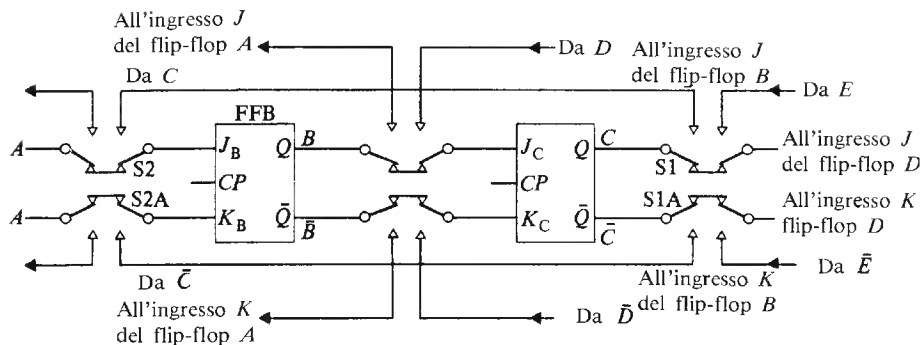 All'ingresso J
del flip-flop A
Da D
All'ingresso J
del flip-flop B
Da C
Da E
FFB
A
S2
J_B
Q
B
J_C
Q
C
S1
All'ingresso J
del flip-flop D
CP
CP
A
S2A
K_B
Q̄
B̄
K_C
Q̄
C̄
S1A
All'ingresso K
flip-flop D
Da C̄
Da Ē
All'ingresso K
del flip-flop A
Da D̄
All'ingresso K
del flip-flop B